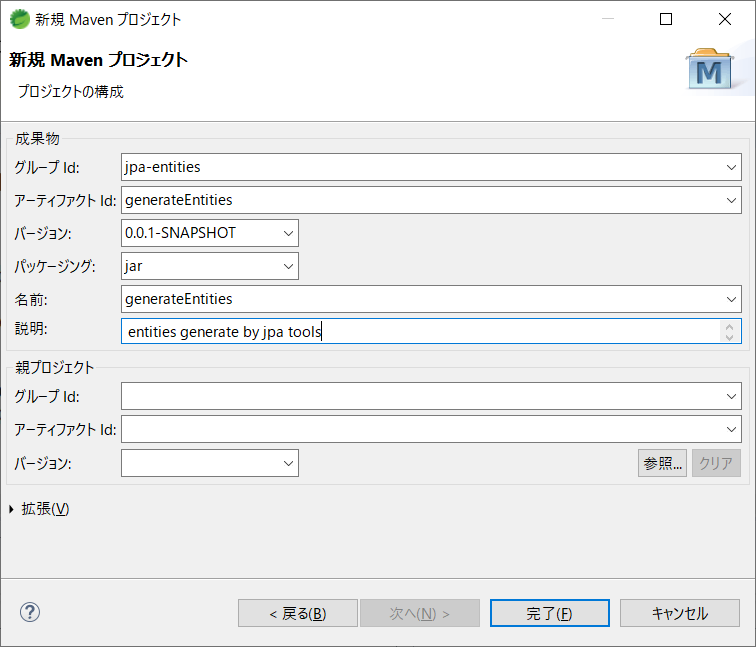 新規 Maven プロジェクト
新規 Maven プロジェクト
プロジェクトの構成
M
成果物
グループ Id: jpa-entities
アーティファクト Id: generateEntities
バージョン: 0.0.1-SNAPSHOT
パッケージング: jar
名前: generateEntities
説明: entities generate by jpa tools
親プロジェクト
グループ Id:
アーティファクト Id:
バージョン: 参照... クリア
拡張(V)
? < 戻る(B) 次へ(N) > 完了(F) キャンセル